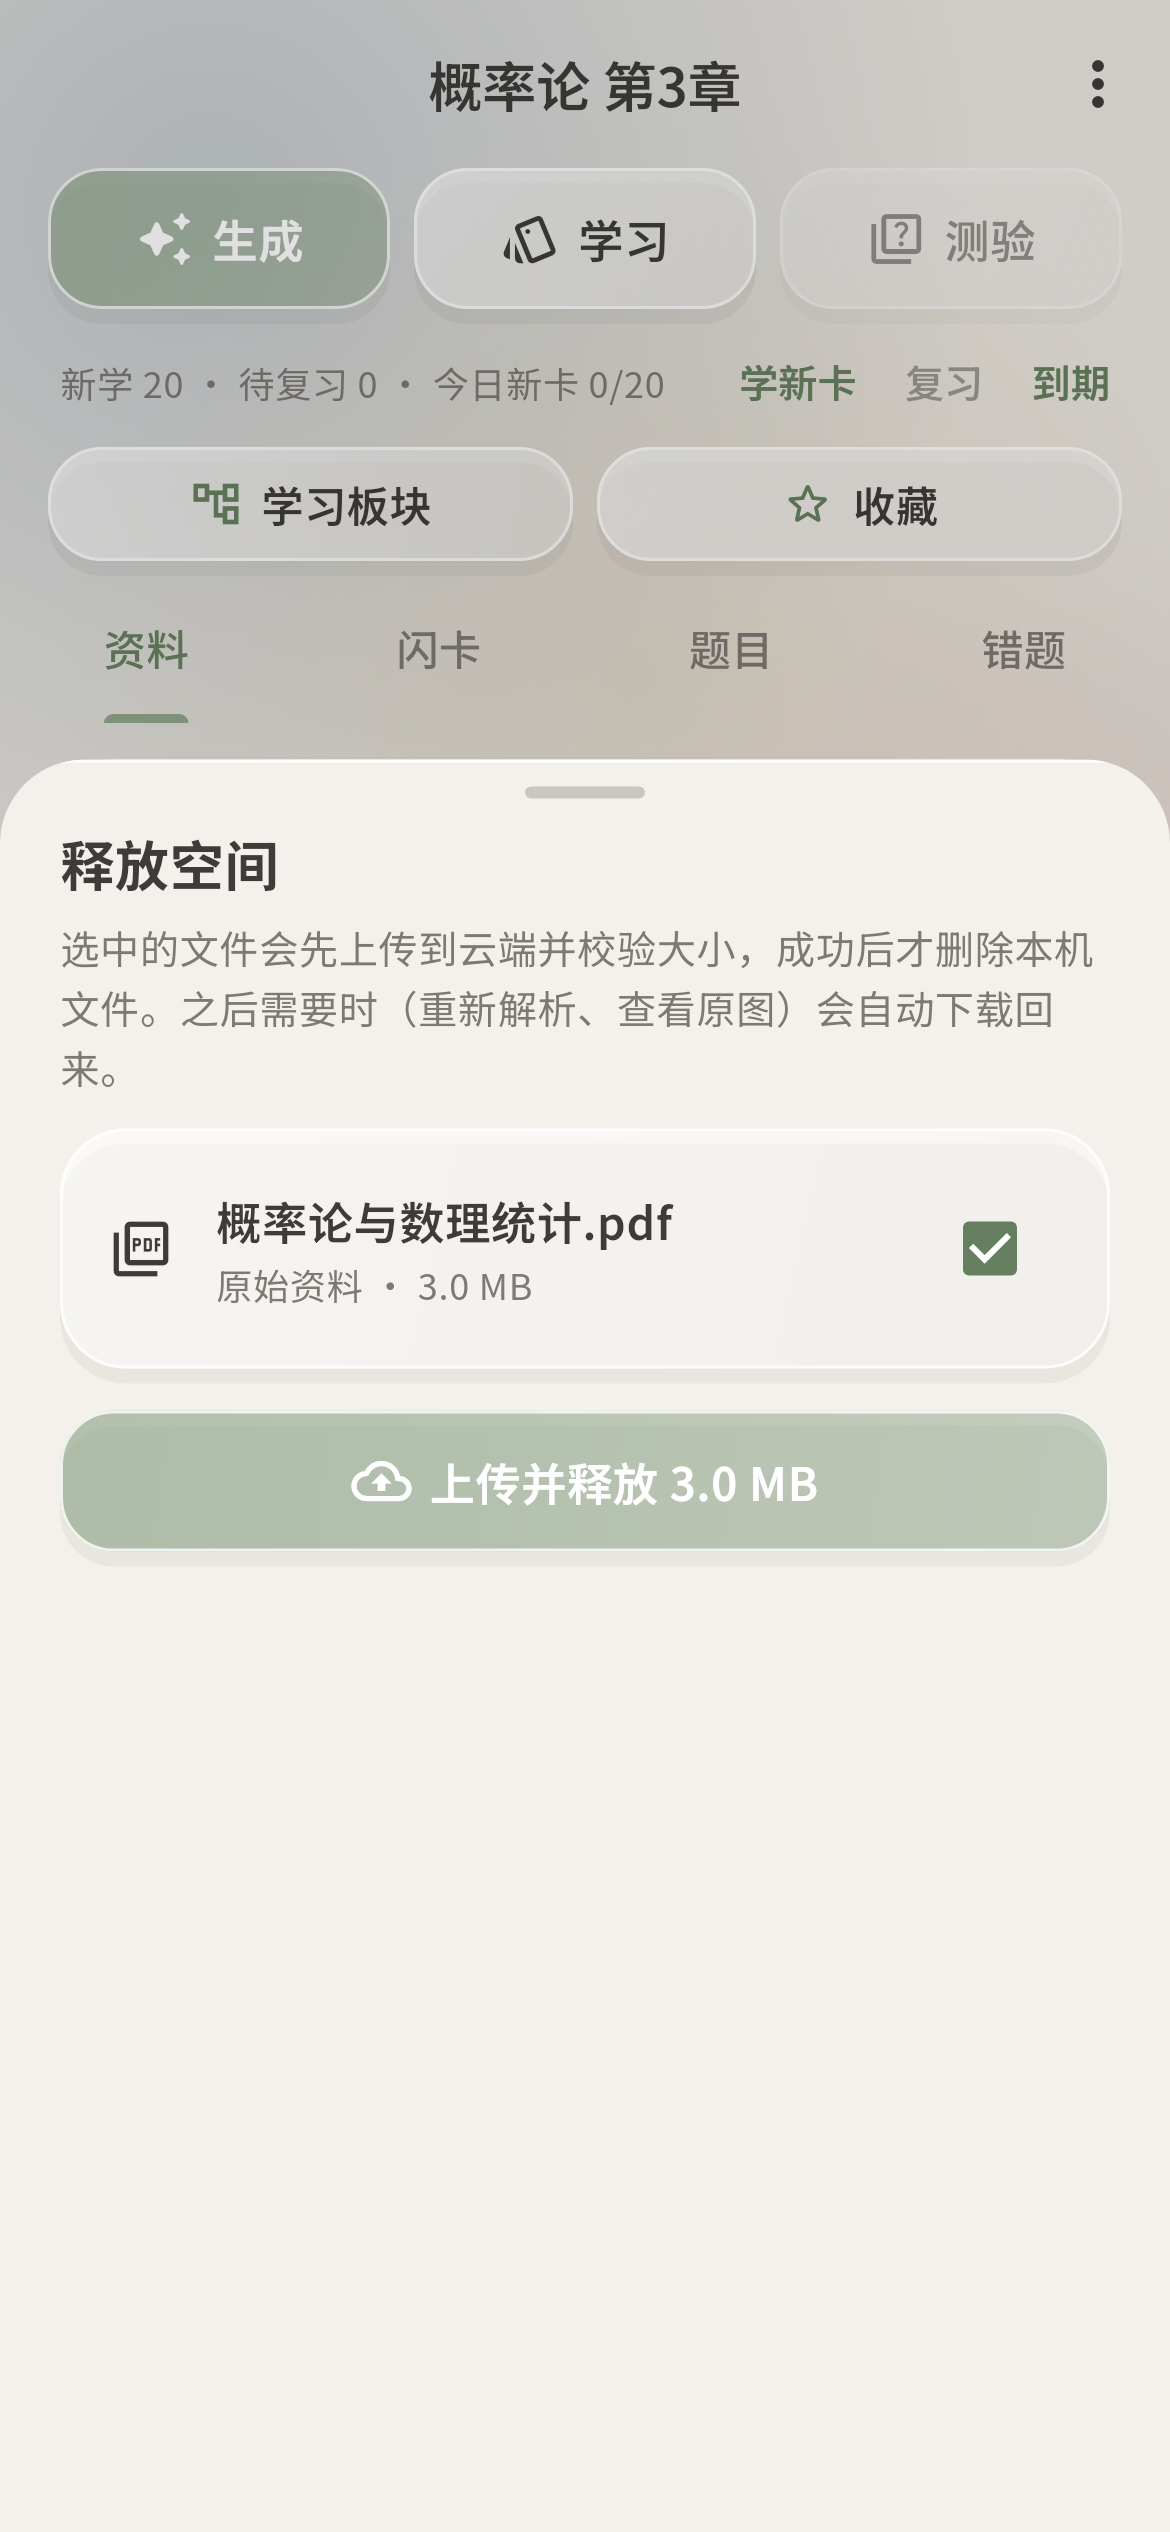 概率论 第3章
生成
学习
测验
新学 20 · 待复习 0 · 今日新卡 0/20
学新卡
复习
到期
学习板块
收藏
资料
闪卡
题目
错题
释放空间
选中的文件会先上传到云端并校验大小，成功后才删除本机
文件。之后需要时（重新解析、查看原图）会自动下载回
来。
PDF
概率论与数理统计.pdf
原始资料 · 3.0 MB
上传并释放 3.0 MB